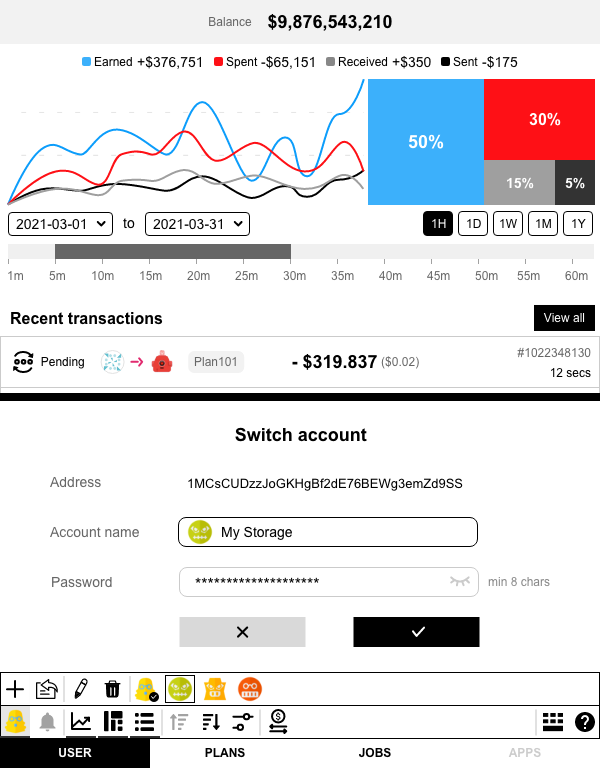 Balance $9,876,543,210
Earned +$376,751 Spent -$65,151 Received +$350 Sent -$175
50%
30%
15%
5%
2021-03-01 to 2021-03-31 1H 1D 1W 1M 1Y
1m 5m 10m 15m 20m 30m 35m 40m 45m 50m 55m 60m
Recent transactions View all
Pending Plan101 - $319.837 ($0.02) #1022348130
12 secs
Switch account
Address 1MCsCUDzzJoGKHgBf2dE76BEWg3emZd9SS
Account name My Storage
Password ******************** min 8 chars
USER PLANS JOBS APPS